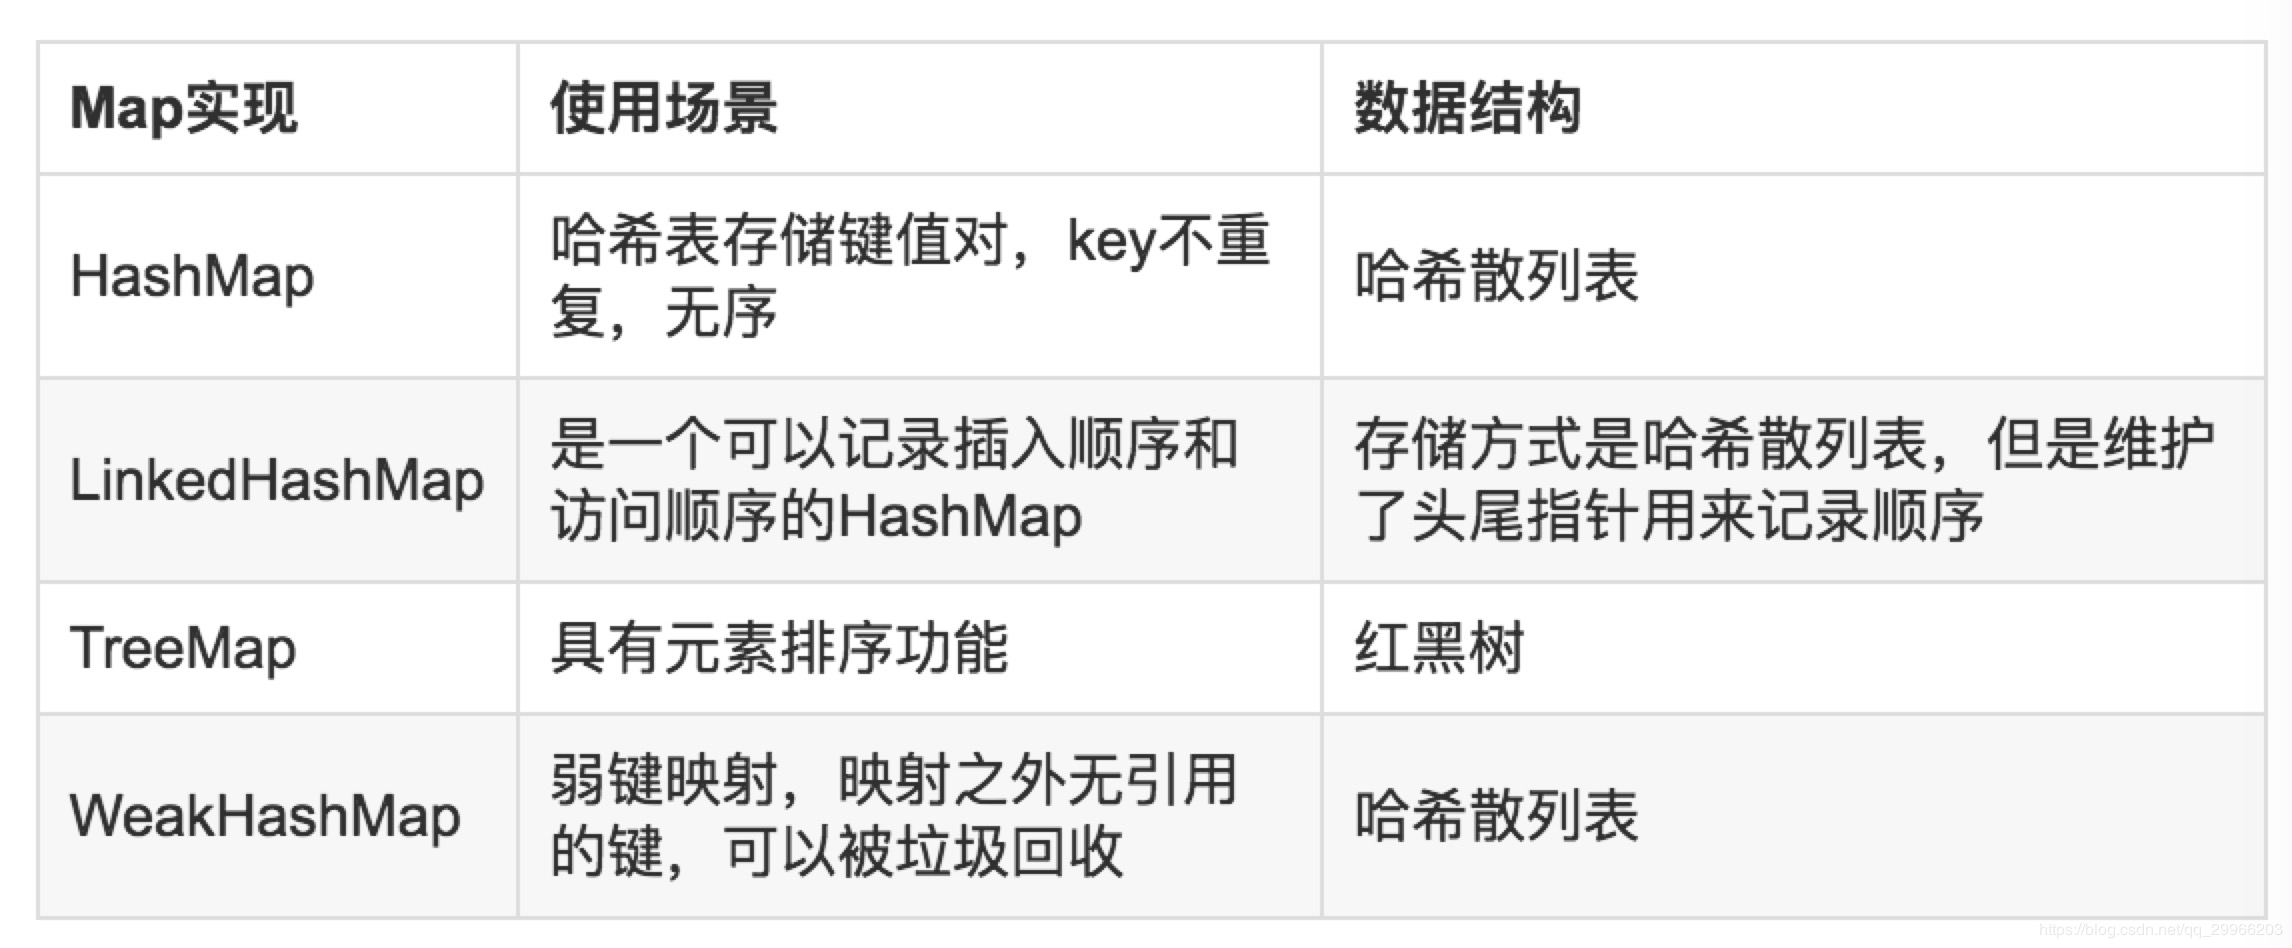 Map实现
使用场景
数据结构
HashMap
哈希表存储键值对，key不重
复，无序
哈希散列表
LinkedHashMap
是一个可以记录插入顺序和
访问顺序的HashMap
存储方式是哈希散列表，但是维护
了头尾指针用来记录顺序
TreeMap
具有元素排序功能
红黑树
WeakHashMap
弱键映射，映射之外无引用
的键，可以被垃圾回收
哈希散列表
https://blog.csdn.net/qq_29966203